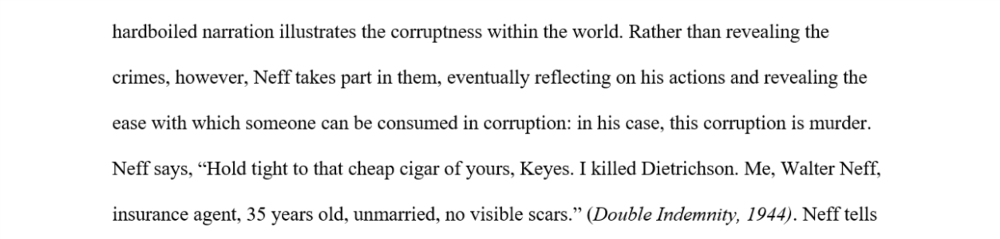 hardboiled narration illustrates the corruptness within the world. Rather than revealing the
crimes, however, Neff takes part in them, eventually reflecting on his actions and revealing the
ease with which someone can be consumed in corruption: in his case, this corruption is murder.
Neff says, “Hold tight to that cheap cigar of yours, Keyes. I killed Dietrichson. Me, Walter Neff,
insurance agent, 35 years old, unmarried, no visible scars.” (Double Indemnity, 1944). Neff tells